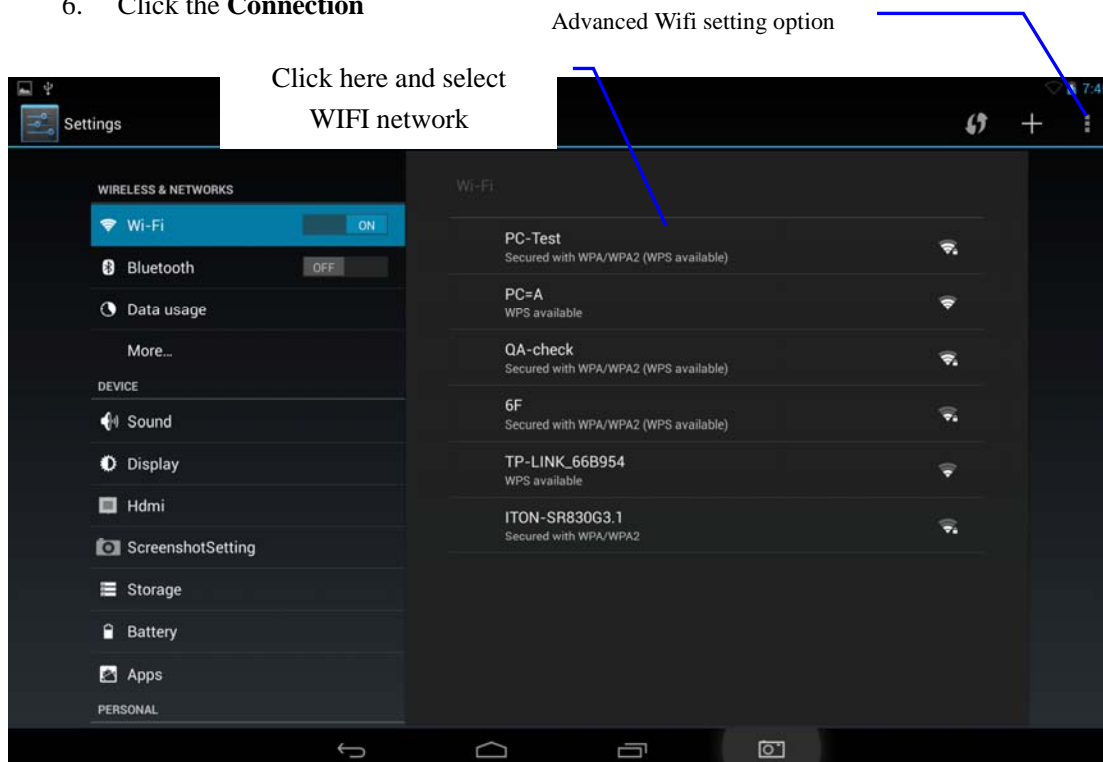 6. Click the Connection
Advanced Wifi setting option
Click here and select
WIFI network
7:4
Settings
WIRELESS & NETWORKS
Wi-Fi
ON
Bluetooth
OFF
Data usage
More...
DEVICE
Sound
Display
Hdmi
ScreenshotSetting
Storage
Battery
Apps
PERSONAL
Wi-Fi
PC-Test
Secured with WPA/WPA2 (WPS available)
PC=A
WPS available
QA-check
Secured with WPA/WPA2 (WPS available)
6F
Secured with WPA/WPA2 (WPS available)
TP-LINK_66B954
WPS available
ITON-SR830G3.1
Secured with WPA/WPA2